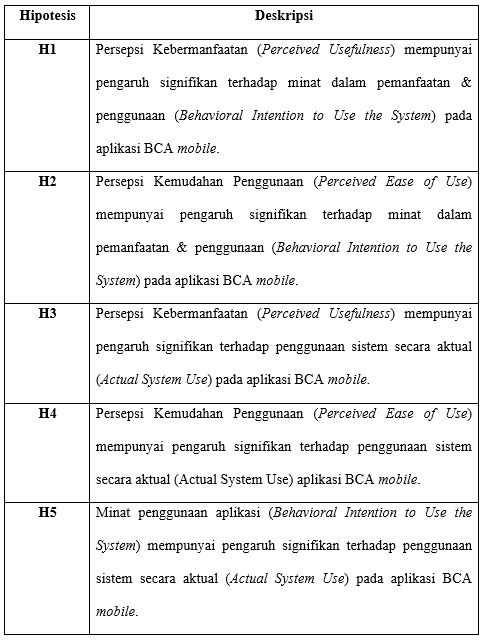 Hipotesis Deskripsi
H1 Persepsi Kebermanfaatan (Perceived Usefulness) mempunyai
pengaruh signifikan terhadap minat dalam pemanfaatan &
penggunaan (Behavioral Intention to Use the System) pada
aplikasi BCA mobile.
H2 Persepsi Kemudahan Penggunaan (Perceived Ease of Use)
mempunyai pengaruh signifikan terhadap minat dalam
pemanfaatan & penggunaan (Behavioral Intention to Use the
System) pada aplikasi BCA mobile.
H3 Persepsi Kebermanfaatan (Perceived Usefulness) mempunyai
pengaruh signifikan terhadap penggunaan sistem secara aktual
(Actual System Use) pada aplikasi BCA mobile.
H4 Persepsi Kemudahan Penggunaan (Perceived Ease of Use)
mempunyai pengaruh signifikan terhadap penggunaan sistem
secara aktual (Actual System Use) aplikasi BCA mobile.
H5 Minat penggunaan aplikasi (Behavioral Intention to Use the
System) mempunyai pengaruh signifikan terhadap penggunaan
sistem secara aktual (Actual System Use) pada aplikasi BCA
mobile.